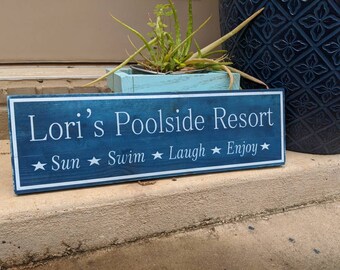 Lori's Poolside Resort
★ Sun ★ Swim ★ Laugh ★ Enjoy ★